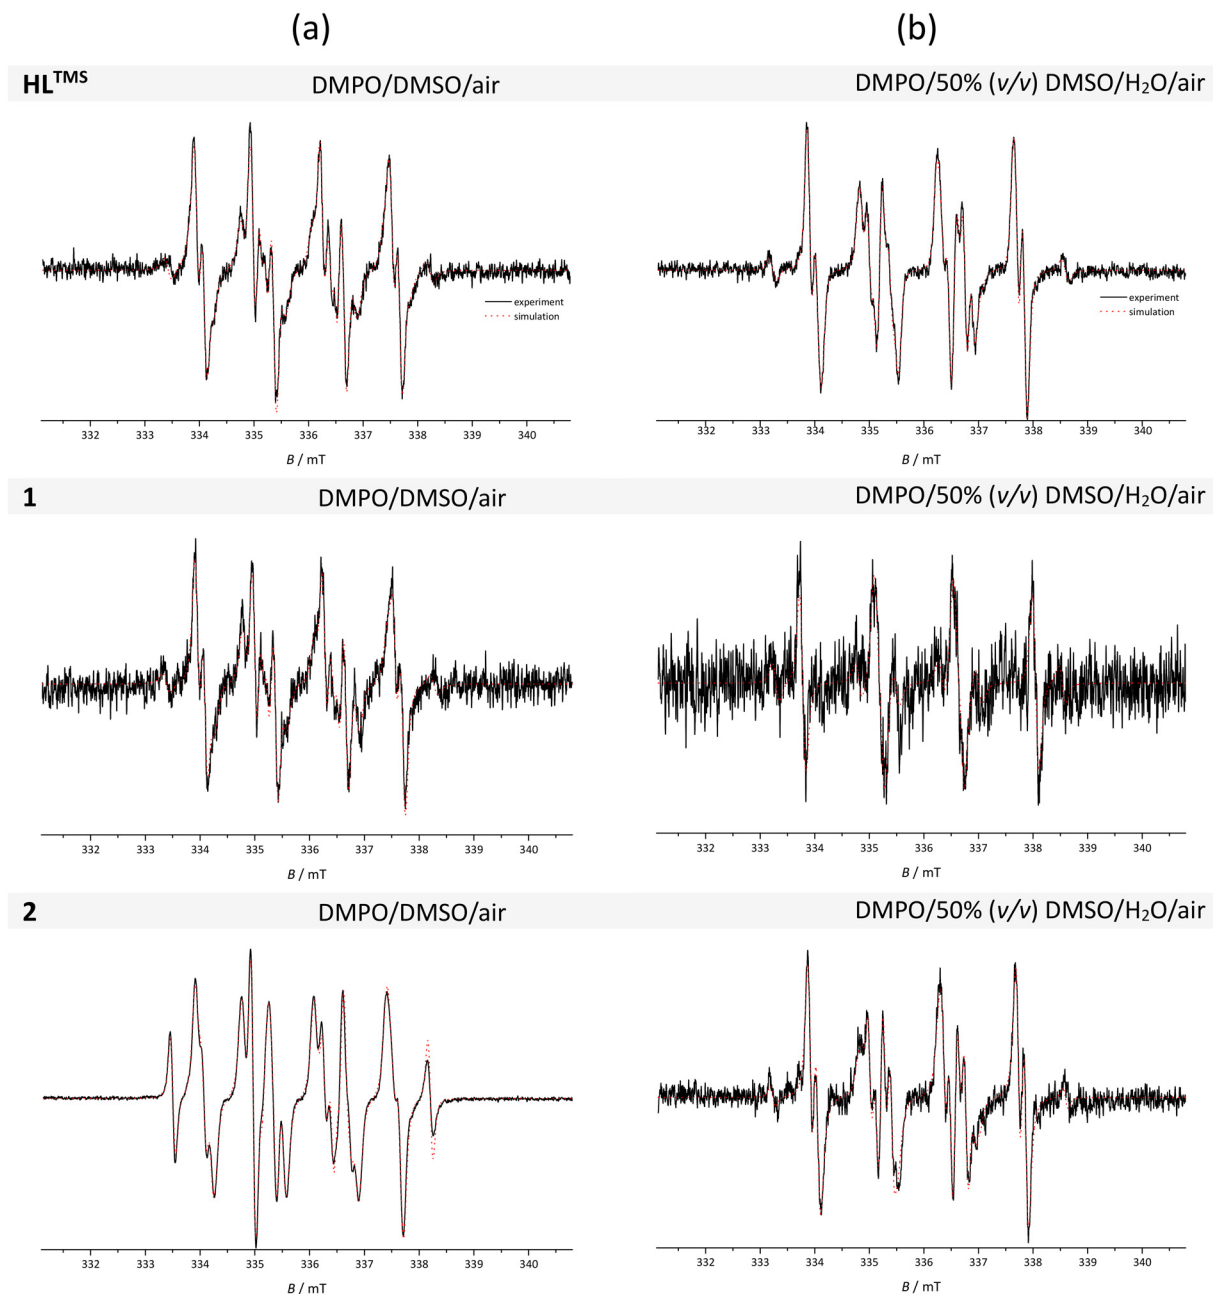 (a) (b)
HL^TMS DMPO/DMSO/air DMPO/50% (v/v) DMSO/H₂O/air
experiment
simulation
experiment
simulation
332 333 334 335 336 337 338 339 340
B / mT
332 333 334 335 336 337 338 339 340
B / mT
1 DMPO/DMSO/air DMPO/50% (v/v) DMSO/H₂O/air
332 333 334 335 336 337 338 339 340
B / mT
332 333 334 335 336 337 338 339 340
B / mT
2 DMPO/DMSO/air DMPO/50% (v/v) DMSO/H₂O/air
332 333 334 335 336 337 338 339 340
B / mT
332 333 334 335 336 337 338 339 340
B / mT